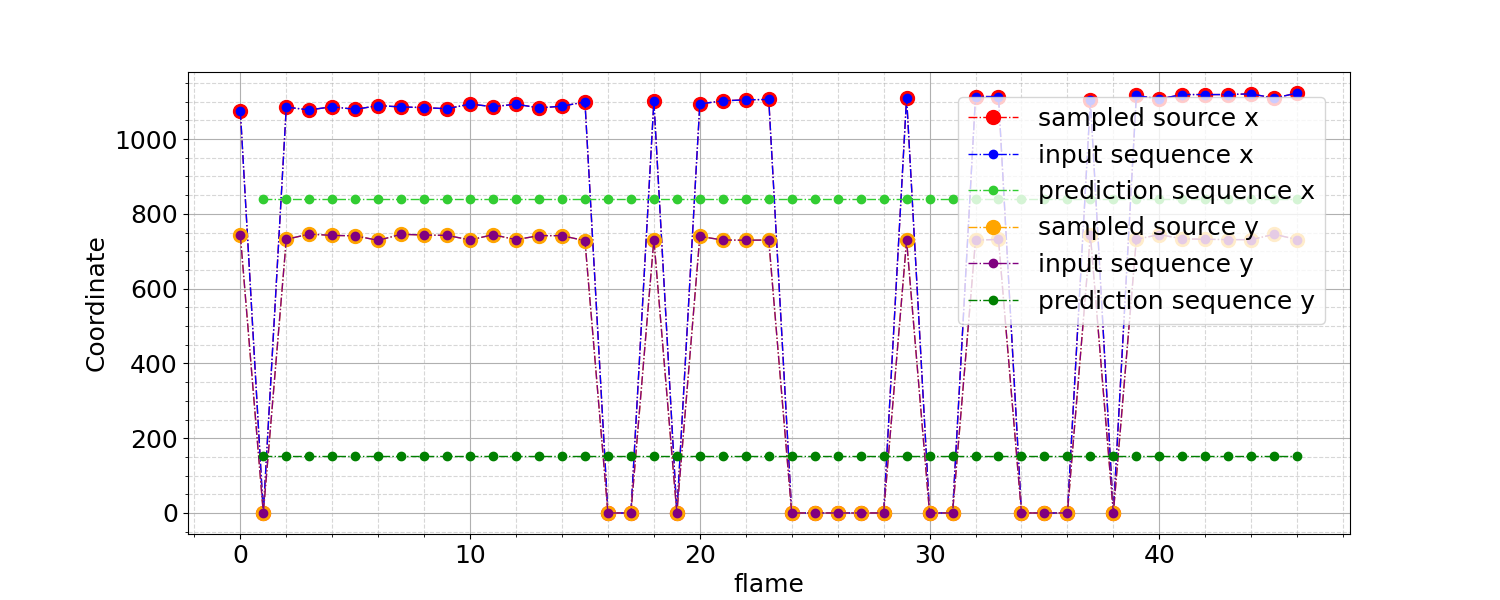 Coordinate
1000
800
600
400
200
0
0 10 20 30 40
flame
sampled source x
input sequence x
prediction sequence x
sampled source y
input sequence y
prediction sequence y